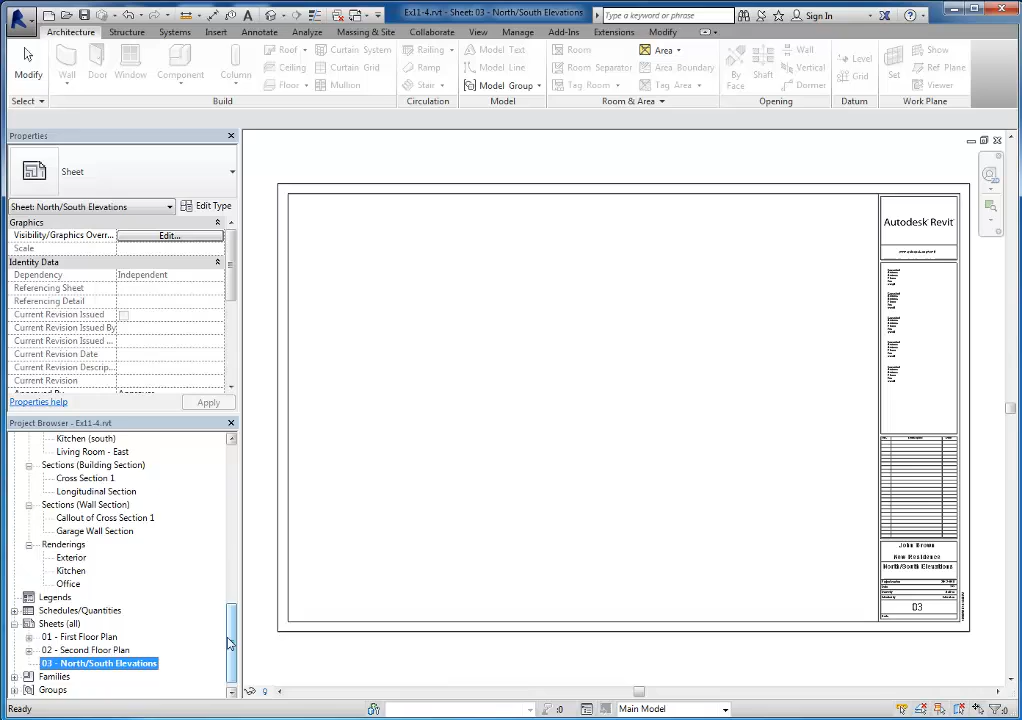 Ex11-4.rvt - Sheet: 03 - North/South Elevations
Type a keyword or phrase
Sign In
Architecture Structure Systems Insert Annotate Analyze Massing & Site Collaborate View Manage Add-Ins Extensions Modify
Modify
Wall Door Window Component Column
Roof
Ceiling
Floor
Curtain System
Curtain Grid
Mullion
Railing
Ramp
Stair
Model Text
Model Line
Model Group
Room
Room Separator
Tag Room
Area
Area Boundary
Tag Area
By Face
Shaft
Wall
Vertical
Dormer
Level
Grid
Set
Show
Ref Plane
Viewer
Select Build Circulation Model Room & Area Opening Datum Work Plane
Properties
Sheet
Sheet: North/South Elevations
Edit Type
Graphics
Visibility/Graphics Overr... Edit...
Scale
Identity Data
Dependency Independent
Referencing Sheet
Referencing Detail
Current Revision Issued
Current Revision Issued By
Current Revision Issued ...
Current Revision Date
Current Revision Descrip...
Current Revision
Approved By Approver
Properties help
Apply
Project Browser - Ex11-4.rvt
Kitchen (south)
Living Room - East
Sections (Building Section)
Cross Section 1
Longitudinal Section
Sections (Wall Section)
Callout of Cross Section 1
Garage Wall Section
Renderings
Exterior
Kitchen
Office
Legends
Schedules/Quantities
Sheets (all)
01 - First Floor Plan
02 - Second Floor Plan
03 - North/South Elevations
Families
Groups
Autodesk Revit
John Brown
New Residence
North/South Elevations
03
Ready
:0
Main Model
:0